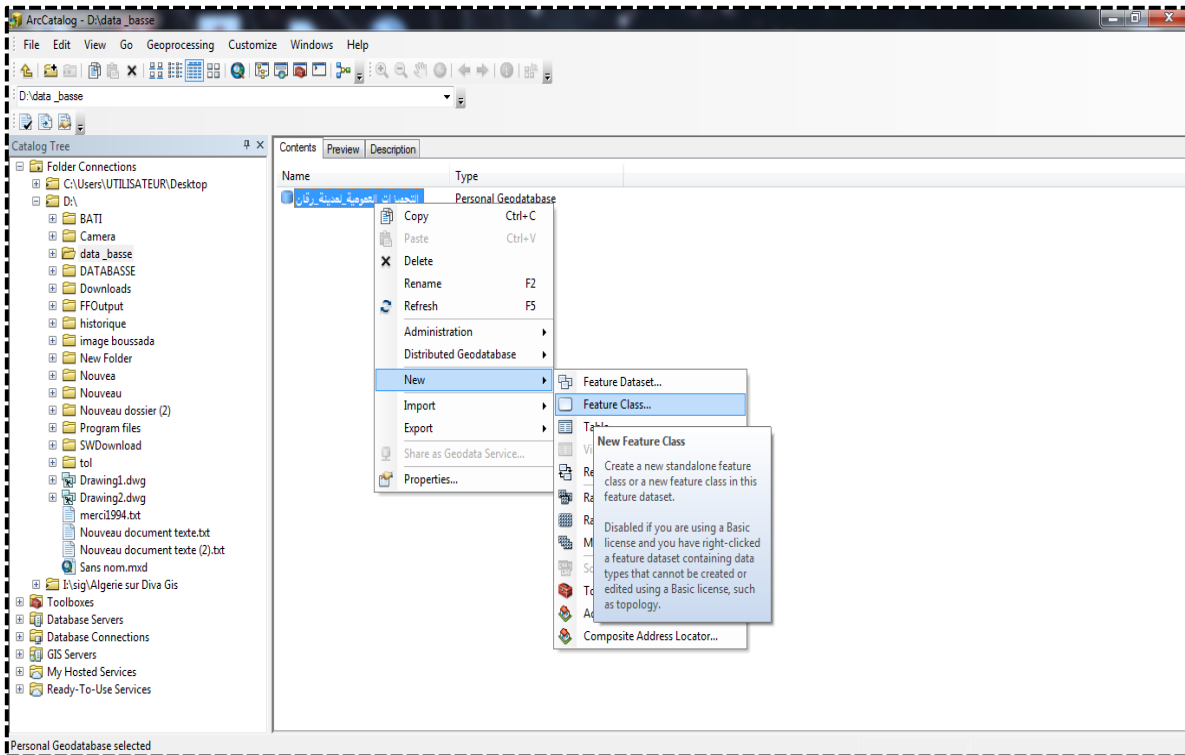 ArcCatalog - D:\data _basse
File Edit View Go Geoprocessing Customize Windows Help
D:\data _basse
Catalog Tree
Folder Connections
C:\Users\UTILISATEUR\Desktop
D:\
BATI
Camera
data _basse
DATABASSE
Downloads
FFOutput
historique
image boussada
New Folder
Nouvea
Nouveau
Nouveau dossier (2)
Program files
SWDownload
tol
Drawing1.dwg
Drawing2.dwg
merci1994.txt
Nouveau document texte.txt
Nouveau document texte (2).txt
Sans nom.mxd
I:\sig\Algerie sur Diva Gis
Toolboxes
Database Servers
Database Connections
GIS Servers
My Hosted Services
Ready-To-Use Services
Contents Preview Description
Name Type
التجهيزات_العمومية_لمدينة_رقان Personal Geodatabase
Copy Ctrl+C
Paste Ctrl+V
Delete
Rename F2
Refresh F5
Administration
Distributed Geodatabase
New
Import
Export
Share as Geodata Service...
Properties...
Feature Dataset...
Feature Class...
Composite Address Locator...
New Feature Class
Create a new standalone feature
class or a new feature class in this
feature dataset.
Disabled if you are using a Basic
license and you have right-clicked
a feature dataset containing data
types that cannot be created or
edited using a Basic license, such
as topology.
Personal Geodatabase selected